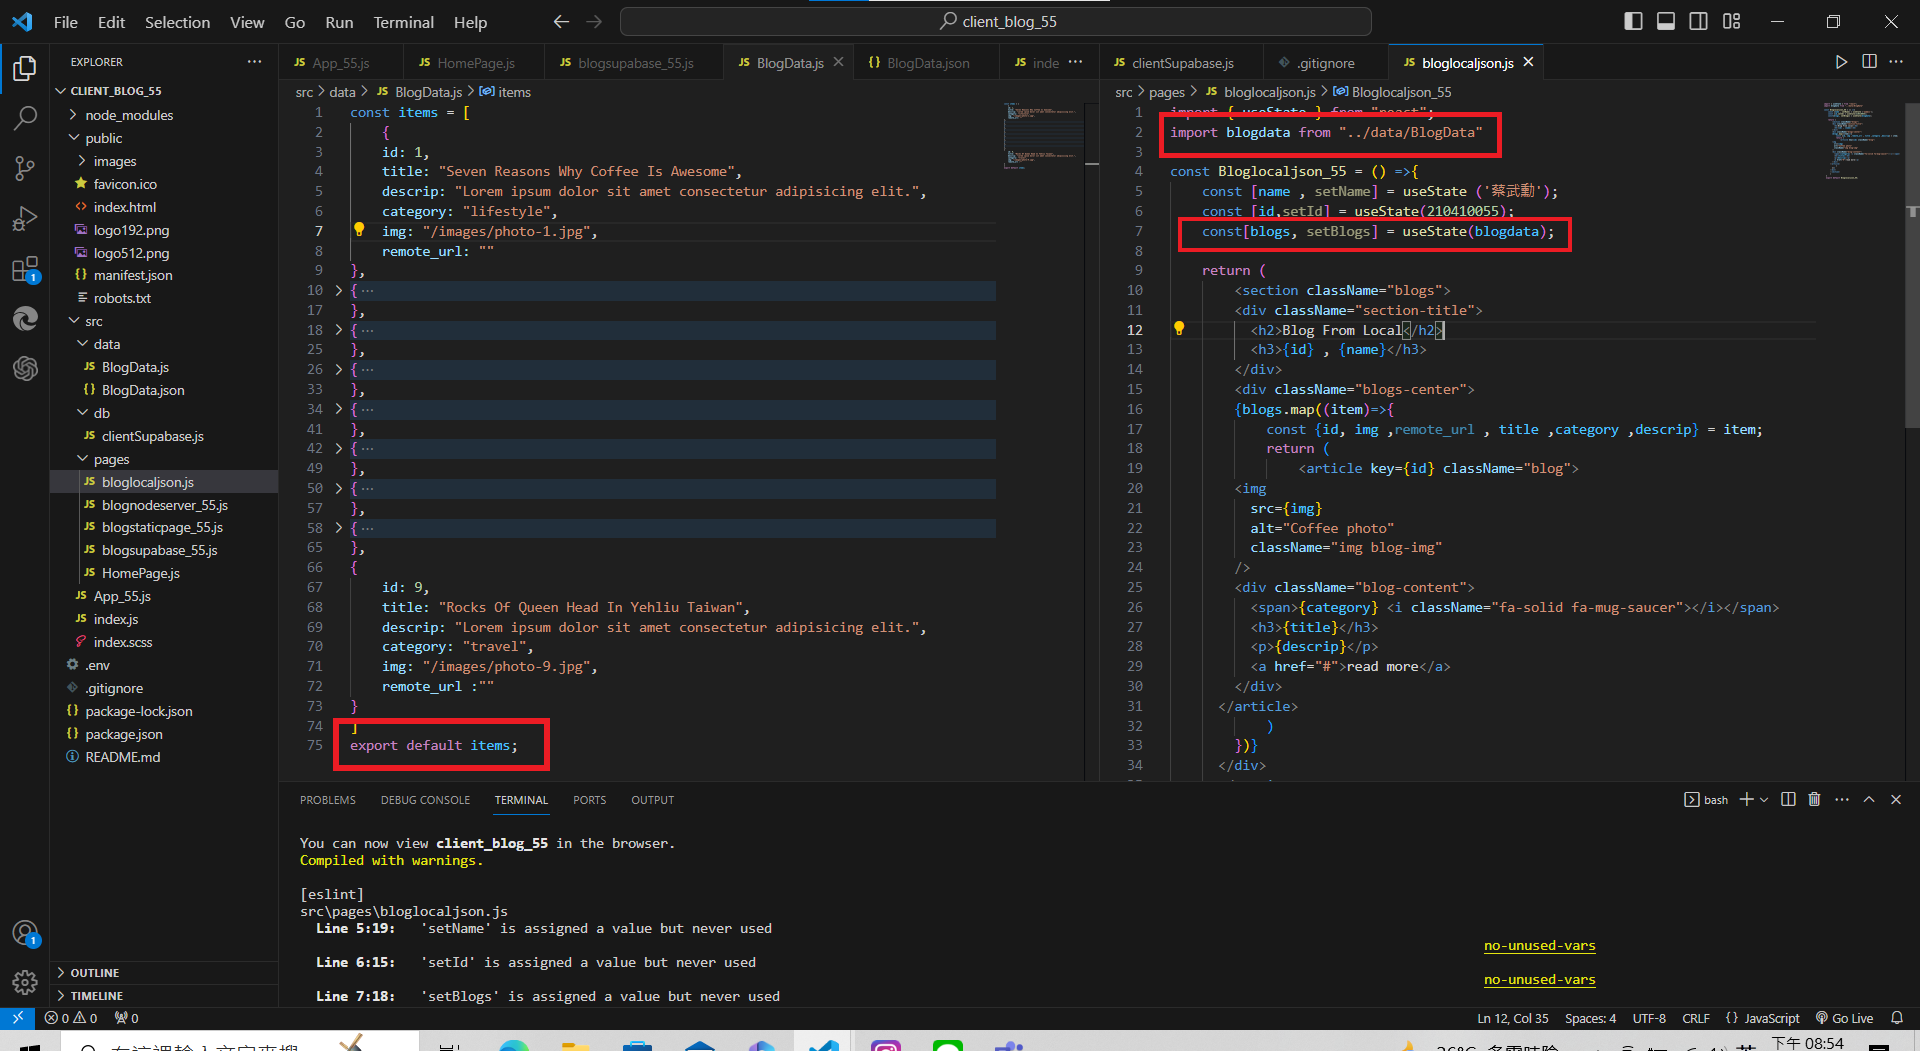 File Edit Selection View Go Run Terminal Help
client_blog_55
EXPLORER
CLIENT_BLOG_55
node_modules
public
images
favicon.ico
index.html
logo192.png
logo512.png
manifest.json
robots.txt
src
data
BlogData.js
BlogData.json
db
clientSupabase.js
pages
bloglocaljson.js
blognodeserver_55.js
blogstaticpage_55.js
blogsupabase_55.js
HomePage.js
App_55.js
index.js
index.scss
.env
.gitignore
package-lock.json
package.json
README.md
OUTLINE
TIMELINE
App_55.js HomePage.js blogsupabase_55.js BlogData.js BlogData.json inde
src > data > BlogData.js > items
1 const items = [
2 {
3 id: 1,
4 title: "Seven Reasons Why Coffee Is Awesome",
5 descrip: "Lorem ipsum dolor sit amet consectetur adipisicing elit.",
6 category: "lifestyle",
7 img: "/images/photo-1.jpg",
8 remote_url: ""
9 },
10 { ···
17 },
18 { ···
25 },
26 { ···
33 },
34 { ···
41 },
42 { ···
49 },
50 { ···
57 },
58 { ···
65 },
66 {
67 id: 9,
68 title: "Rocks Of Queen Head In Yehliu Taiwan",
69 descrip: "Lorem ipsum dolor sit amet consectetur adipisicing elit.",
70 category: "travel",
71 img: "/images/photo-9.jpg",
72 remote_url :""
73 }
74 ]
75 export default items;
clientSupabase.js .gitignore bloglocaljson.js
src > pages > bloglocaljson.js > Bloglocaljson_55
1 import { useState } from "react";
2 import blogdata from "../data/BlogData"
3
4 const Bloglocaljson_55 = () =>{
5 const [name , setName] = useState ('蔡武勳');
6 const [id,setId] = useState(210410055);
7 const[blogs, setBlogs] = useState(blogdata);
8
9 return (
10 <section className="blogs">
11 <div className="section-title">
12 <h2>Blog From Local</h2>
13 <h3>{id} , {name}</h3>
14 </div>
15 <div className="blogs-center">
16 {blogs.map((item)=>{
17 const {id, img ,remote_url , title ,category ,descrip} = item;
18 return (
19 <article key={id} className="blog">
20 <img
21 src={img}
22 alt="Coffee photo"
23 className="img blog-img"
24 />
25 <div className="blog-content">
26 <span>{category} <i className="fa-solid fa-mug-saucer"></i></span>
27 <h3>{title}</h3>
28 <p>{descrip}</p>
29 <a href="#">read more</a>
30 </div>
31 </article>
32 )
33 })}
34 </div>
PROBLEMS DEBUG CONSOLE TERMINAL PORTS OUTPUT
bash
You can now view client_blog_55 in the browser.
Compiled with warnings.
[eslint]
src\pages\bloglocaljson.js
Line 5:19: 'setName' is assigned a value but never used
no-unused-vars
Line 6:15: 'setId' is assigned a value but never used
no-unused-vars
Line 7:18: 'setBlogs' is assigned a value but never used
0 0 0
Ln 12, Col 35 Spaces: 4 UTF-8 CRLF {} JavaScript Go Live
下午 08:54